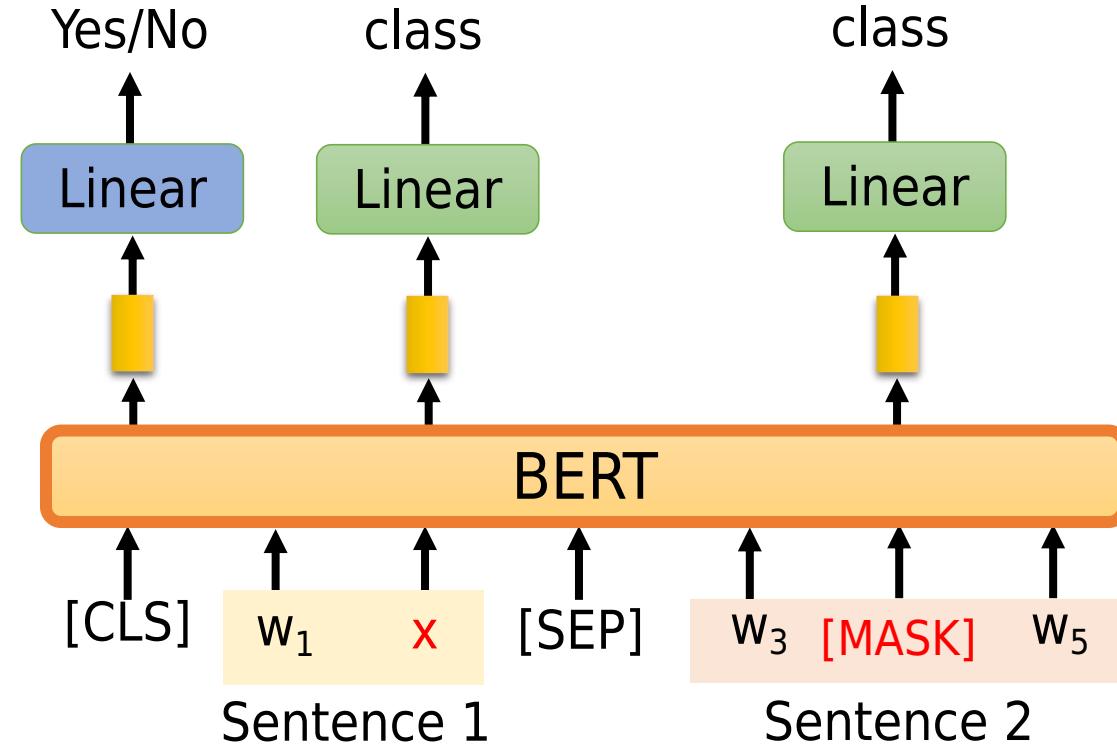 Yes/No class class
Linear Linear Linear
BERT
[CLS] w₁ x [SEP] w₃ [MASK] w₅
Sentence 1 Sentence 2